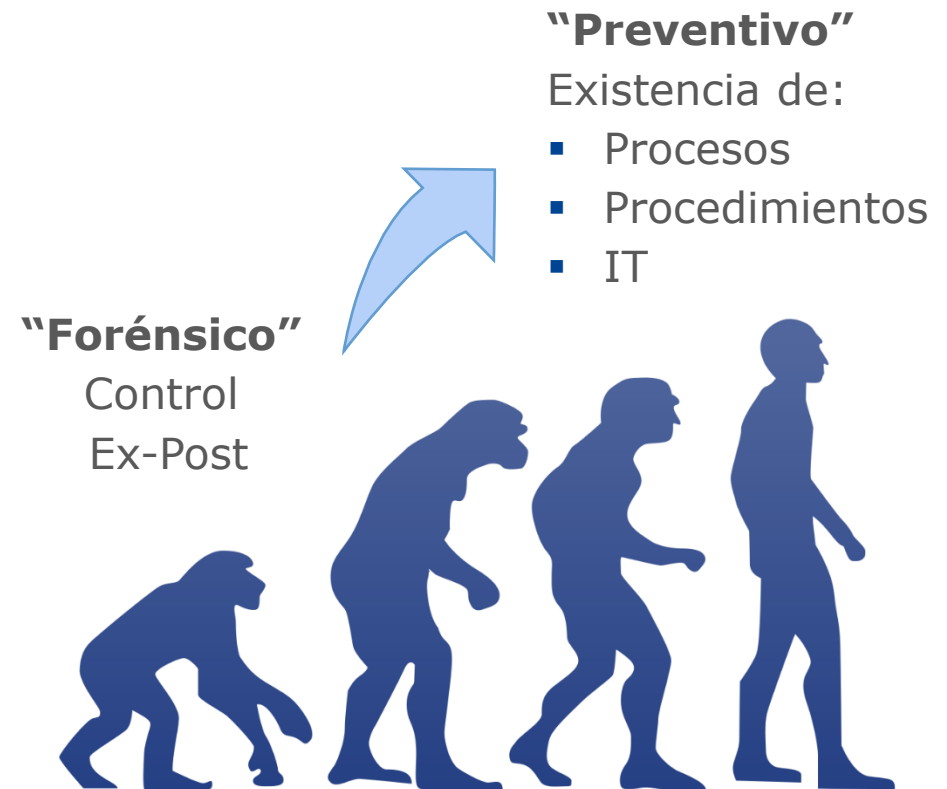 “Preventivo”
Existencia de:
▪ Procesos
▪ Procedimientos
▪ IT
“Forénsico”
Control
Ex-Post